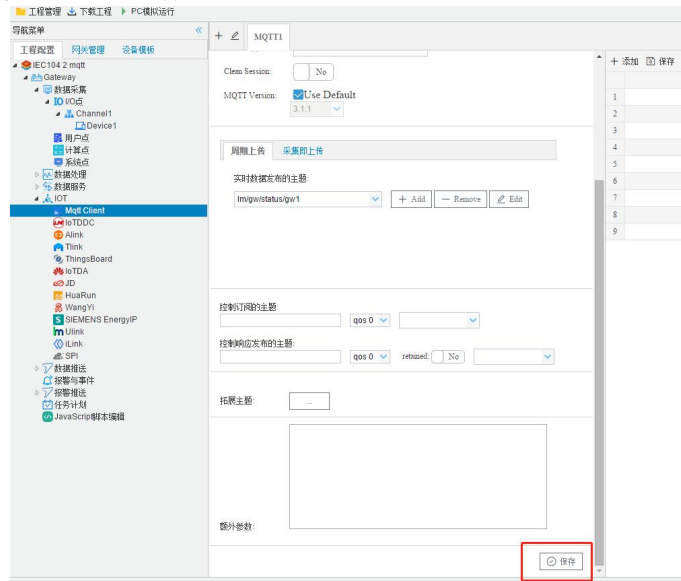 工程管理 下载工程 PC模拟运行
导航菜单 «
工程配置 网关管理 设备模板
IEC104 2 mqtt
Gateway
数据采集
IO I/O点
Channel1
Device1
用户点
计算点
系统点
数据处理
数据服务
IOT
Mqtt Client
IoTDDC
Alink
Tlink
ThingsBoard
IoTDA
JD
HuaRun
WangYi
SIEMENS EnergyIP
Ulink
iLink
SPI
数据推送
报警与事件
报警推送
任务计划
JavaScript脚本编辑
+ MQTT1
Clem Session: No
MQTT Version: Use Default
3.1.1
周期上传 采集即上传
实时数据发布的主题:
lm/gw/status/gw1 + Add — Remove Edit
控制订阅的主题:
qos 0
控制响应发布的主题:
qos 0 retained: No
拓展主题: ...
额外参数:
保存
+ 添加 保存
1
2
3
4
5
6
7
8
9